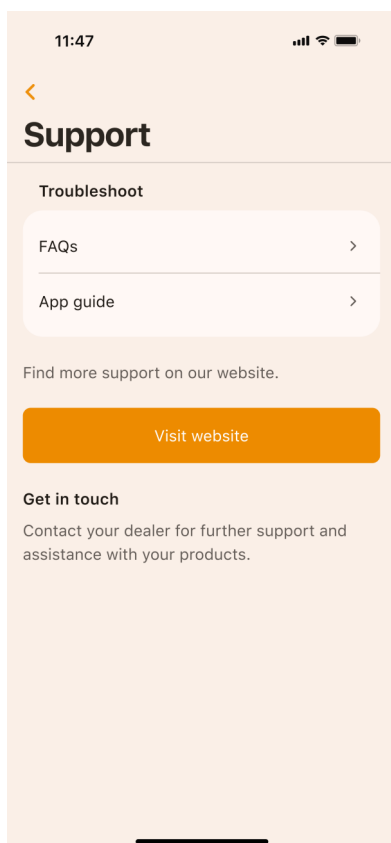 11:47
Support
Troubleshoot
FAQs
App guide
Find more support on our website.
Visit website
Get in touch
Contact your dealer for further support and
assistance with your products.